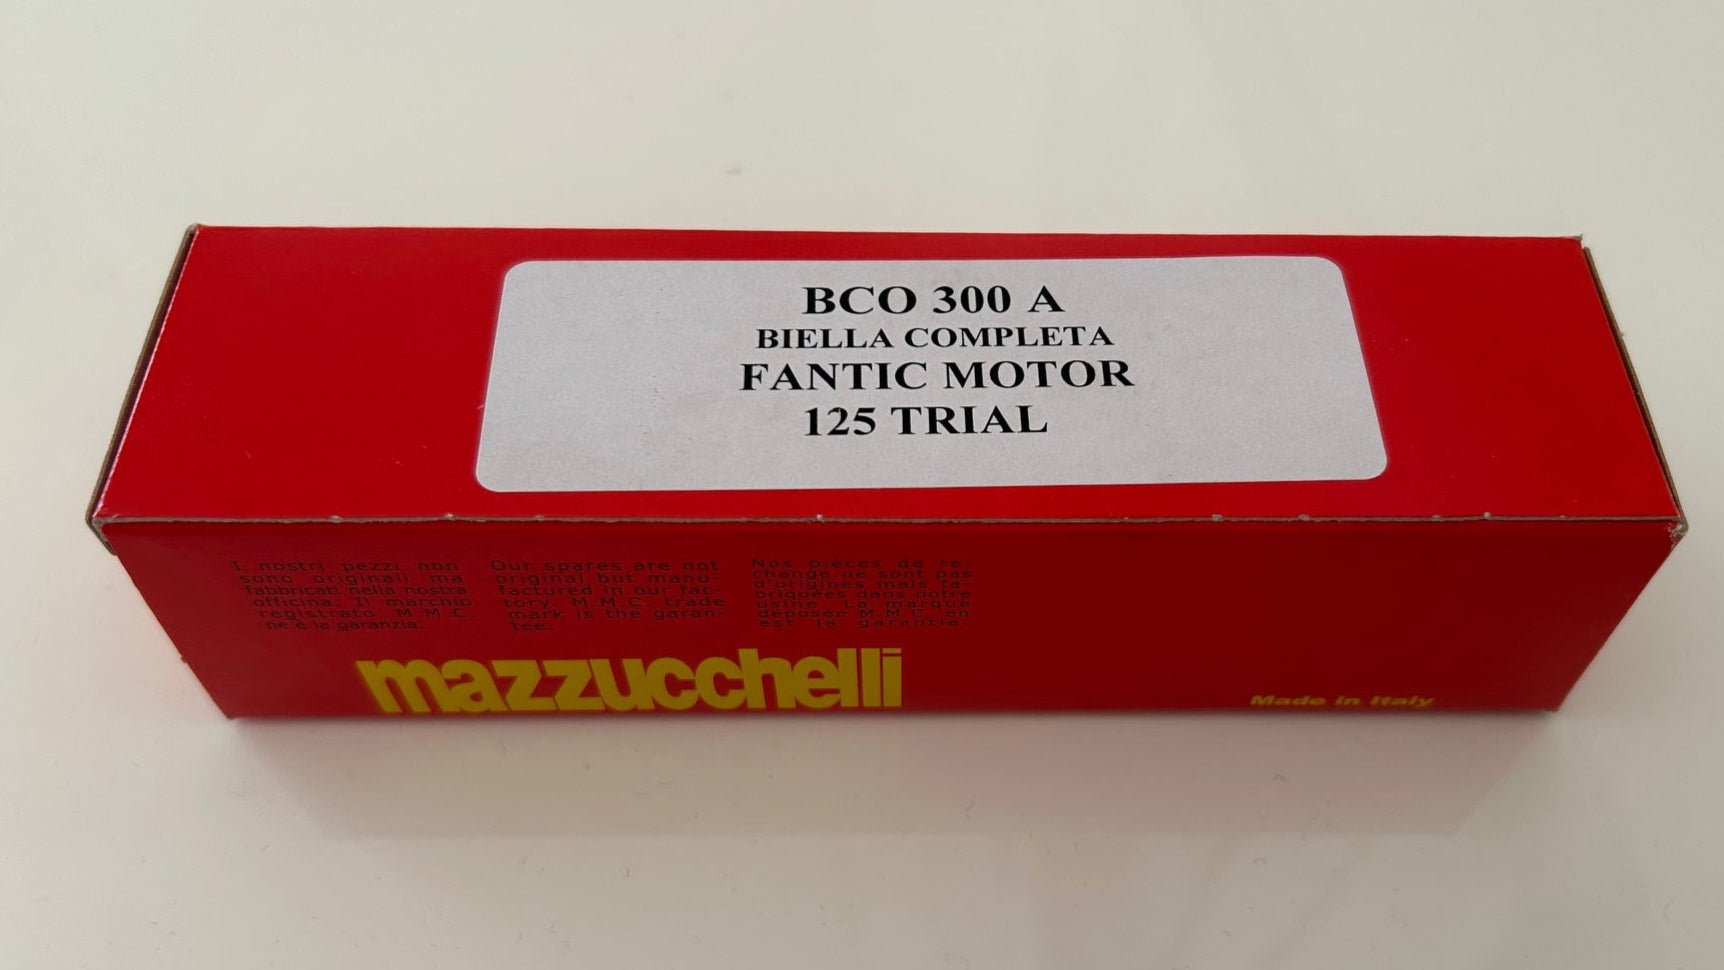 BCO 300 A
BIELLA COMPLETA
FANTIC MOTOR
125 TRIAL
I nostri pezzi non
sono originali ma
fabbricati nella nostra
officina. Il marchio
registrato M.M.C.
ne è la garanzia.
Our spares are not
original but manu-
factured in our fac-
tory. M.M.C. trade
mark is the garan-
tee.
Nos pièces de re-
change ne sont pas
d'origines mais fa-
briquées dans notre
usine. La marque
déposée M.M.C. en
est la garantie.
mazzucchelli
Made in Italy